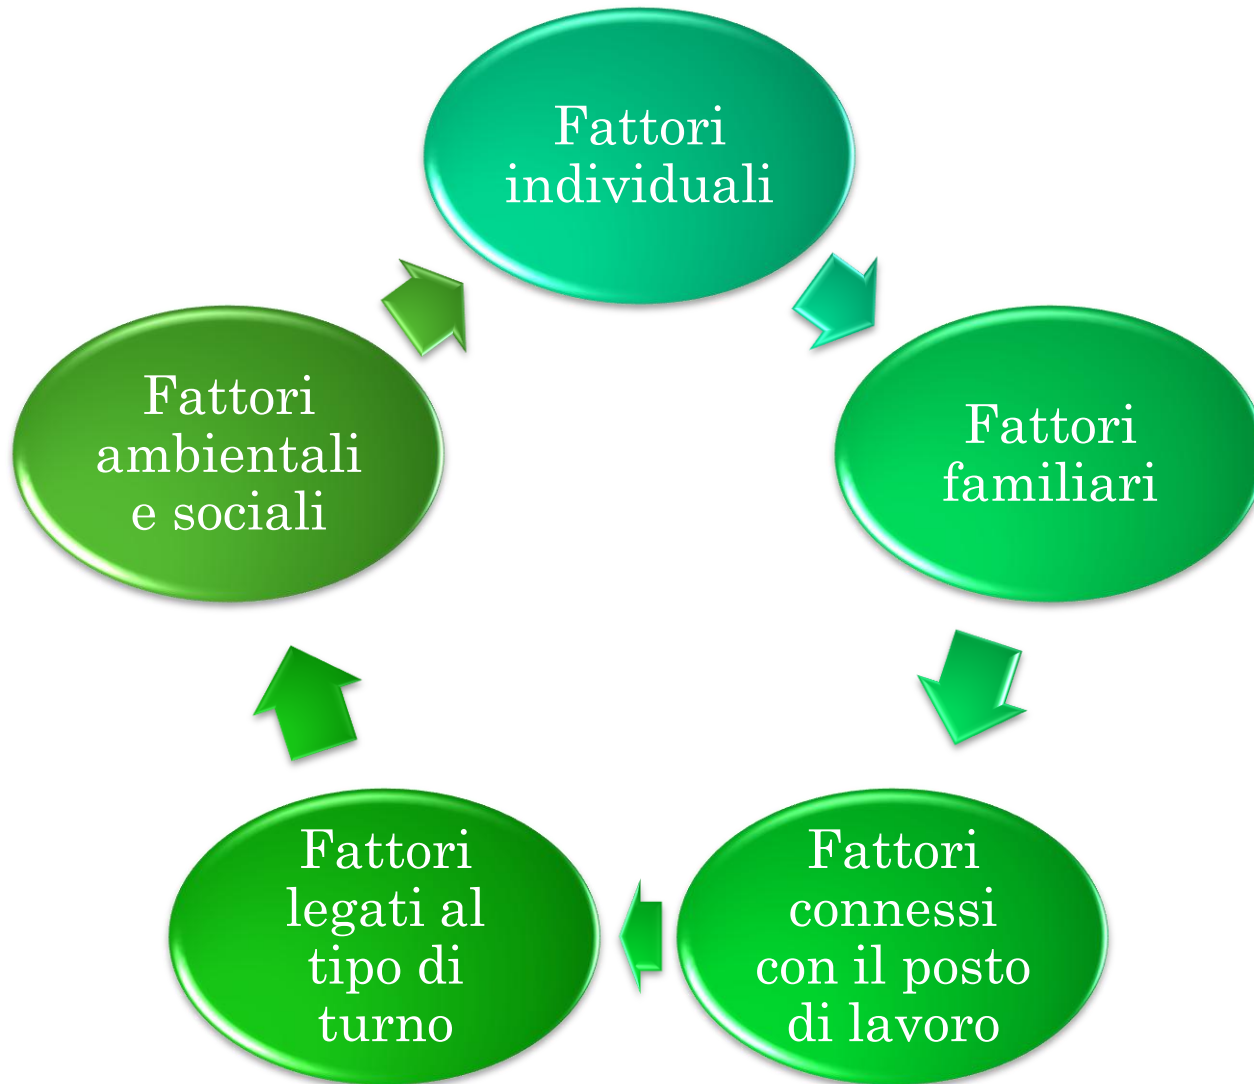 Fattori
individuali
Fattori
familiari
Fattori
connessi
con il posto
di lavoro
Fattori
legati al
tipo di
turno
Fattori
ambientali
e sociali